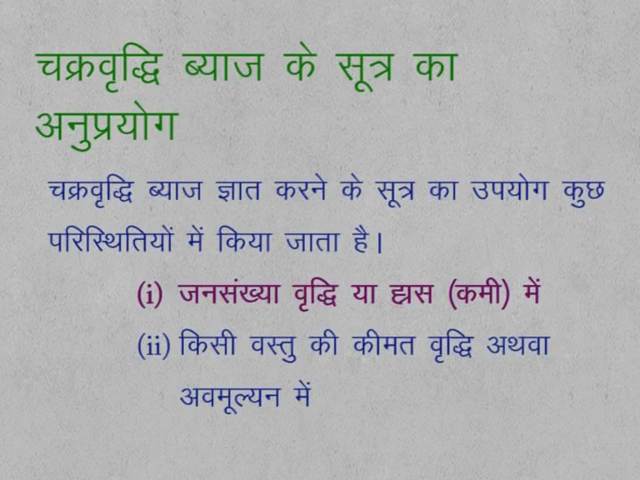 चक्रवृद्धि ब्याज के सूत्र का
अनुप्रयोग
चक्रवृद्धि ब्याज ज्ञात करने के सूत्र का उपयोग कुछ
परिस्थितियों में किया जाता है।
(i) जनसंख्या वृद्धि या ह्रास (कमी) में
(ii) किसी वस्तु की कीमत वृद्धि अथवा
अवमूल्यन में